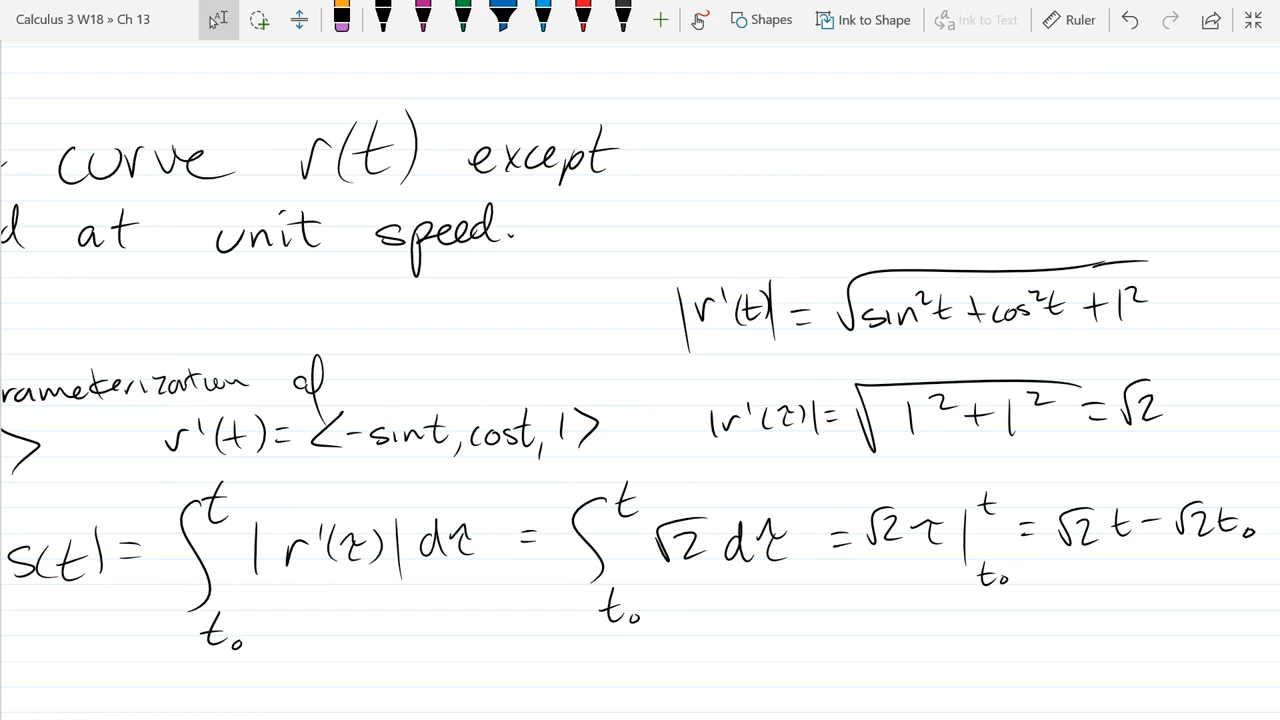 Calculus 3 W18 » Ch 13
Shapes
Ink to Shape
Ink to Text
Ruler
curve r(t) except
d at unit speed.
|r'(t)| = √(sin²t + cos²t + 1²)
rameterization of
> r'(t) = <-sint, cost, 1> |r'(τ)| = √(1² + 1²) = √2
s(t) = ∫_{t₀}^{t} |r'(τ)| dτ = ∫_{t₀}^{t} √2 dτ = √2 τ |_{t₀}^{t} = √2 t - √2 t₀